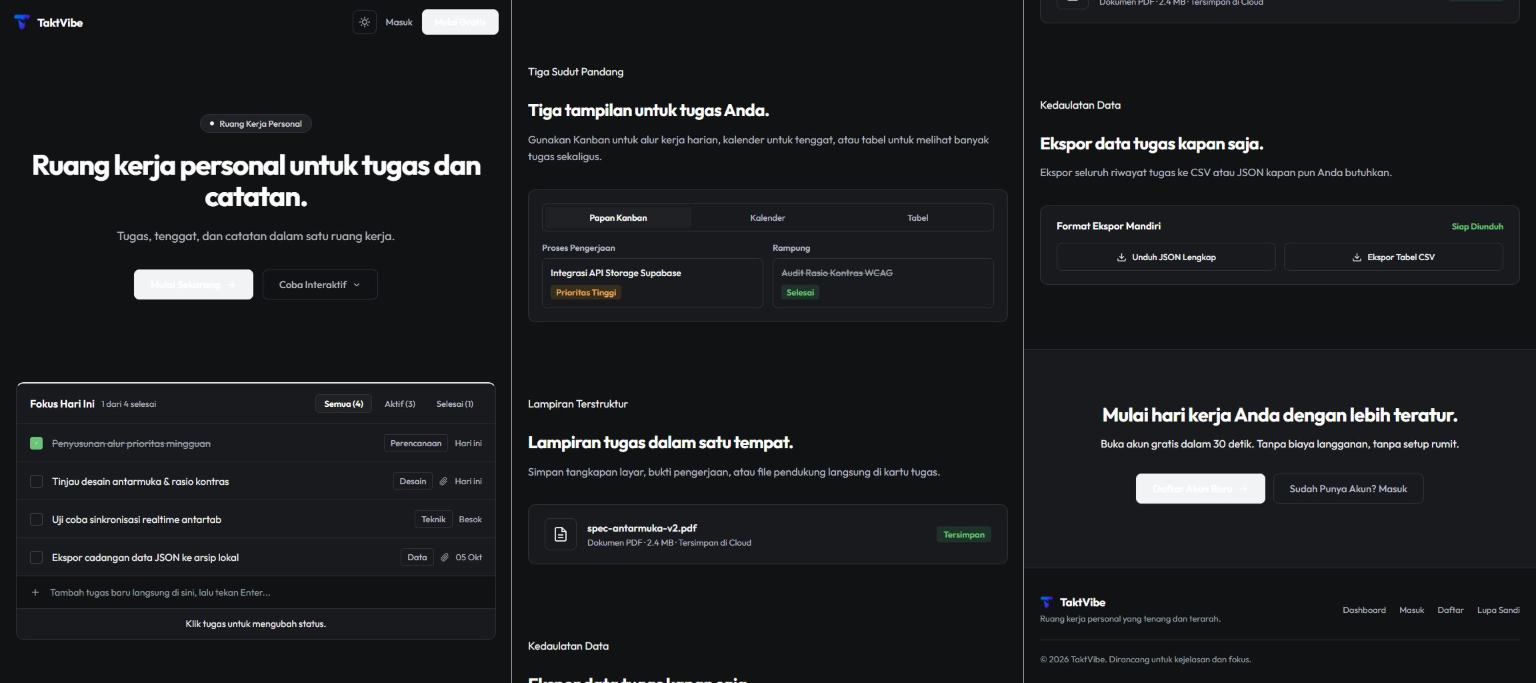 TaktVibe
Masuk
Mulai Gratis
Ruang Kerja Personal
Ruang kerja personal untuk tugas dan
catatan.
Tugas, tenggat, dan catatan dalam satu ruang kerja.
Mulai Sekarang
Coba Interaktif
Fokus Hari Ini 1 dari 4 selesai Semua (4) Aktif (3) Selesai (1)
Penyusunan alur prioritas mingguan Perencanaan Hari ini
Tinjau desain antarmuka & rasio kontras Desain Hari ini
Uji coba sinkronisasi realtime antartab Teknik Besok
Ekspor cadangan data JSON ke arsip lokal Data 05 Okt
+ Tambah tugas baru langsung di sini, lalu tekan Enter...
Klik tugas untuk mengubah status.
Tiga Sudut Pandang
Tiga tampilan untuk tugas Anda.
Gunakan Kanban untuk alur kerja harian, kalender untuk tenggat, atau tabel untuk melihat banyak
tugas sekaligus.
Papan Kanban Kalender Tabel
Proses Pengerjaan Rampung
Integrasi API Storage Supabase Audit Rasio Kontras WCAG
Prioritas Tinggi Selesai
Lampiran Terstruktur
Lampiran tugas dalam satu tempat.
Simpan tangkapan layar, bukti pengerjaan, atau file pendukung langsung di kartu tugas.
spec-antarmuka-v2.pdf
Dokumen PDF · 2.4 MB · Tersimpan di Cloud
Tersimpan
Kedaulatan Data
Ekspor data tugas kapan saja.
Dokumen PDF · 2.4 MB · Tersimpan di Cloud
Kedaulatan Data
Ekspor data tugas kapan saja.
Ekspor seluruh riwayat tugas ke CSV atau JSON kapan pun Anda butuhkan.
Format Ekspor Mandiri Siap Diunduh
Unduh JSON Lengkap Ekspor Tabel CSV
Mulai hari kerja Anda dengan lebih teratur.
Buka akun gratis dalam 30 detik. Tanpa biaya langganan, tanpa setup rumit.
Daftar Akun Baru
Sudah Punya Akun? Masuk
TaktVibe
Ruang kerja personal yang tenang dan terarah.
Dashboard Masuk Daftar Lupa Sandi
© 2026 TaktVibe. Dirancang untuk kejelasan dan fokus.